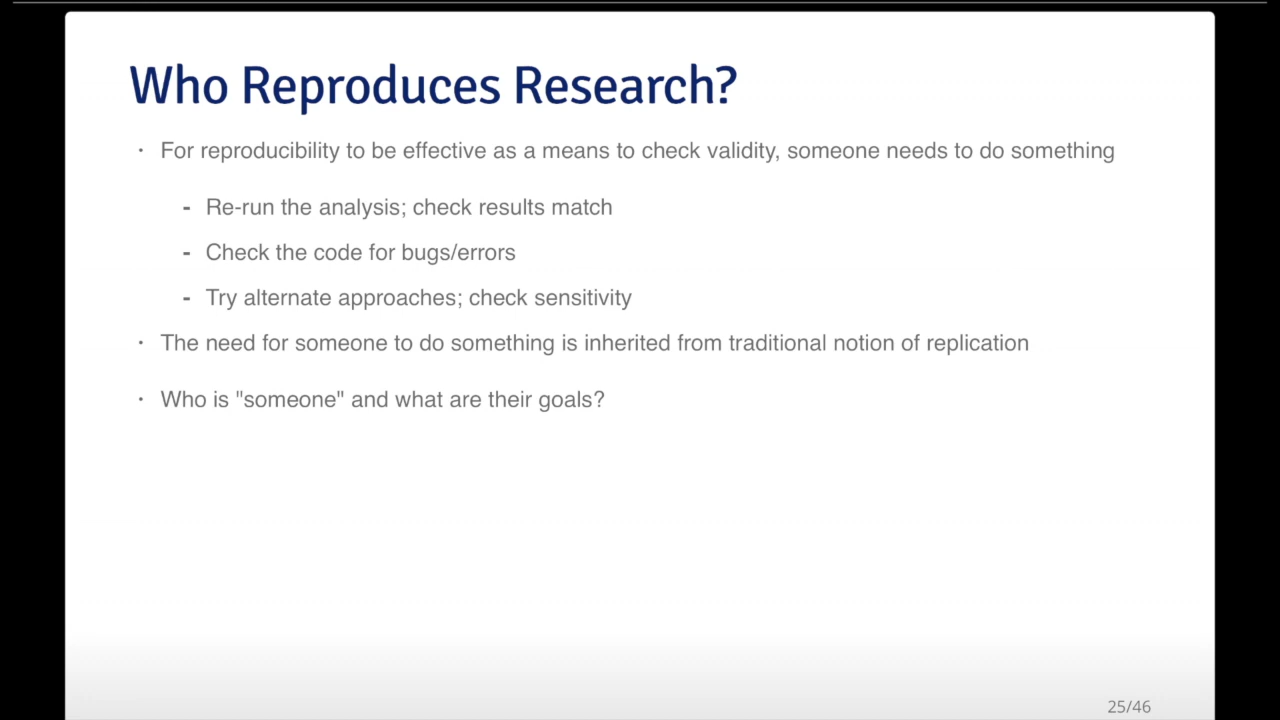 Who Reproduces Research?
· For reproducibility to be effective as a means to check validity, someone needs to do something
- Re-run the analysis; check results match
- Check the code for bugs/errors
- Try alternate approaches; check sensitivity
· The need for someone to do something is inherited from traditional notion of replication
· Who is "someone" and what are their goals?
25/46